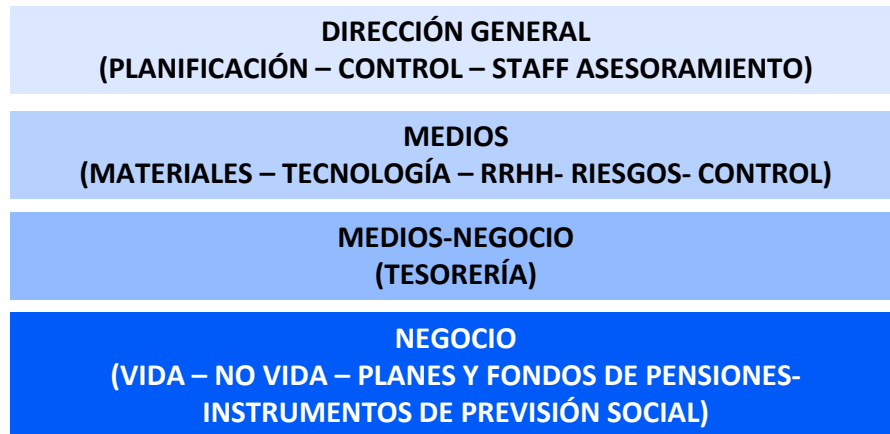 DIRECCIÓN GENERAL
(PLANIFICACIÓN – CONTROL – STAFF ASESORAMIENTO)
MEDIOS
(MATERIALES – TECNOLOGÍA – RRHH- RIESGOS- CONTROL)
MEDIOS-NEGOCIO
(TESORERÍA)
NEGOCIO
(VIDA – NO VIDA – PLANES Y FONDOS DE PENSIONES-
INSTRUMENTOS DE PREVISIÓN SOCIAL)